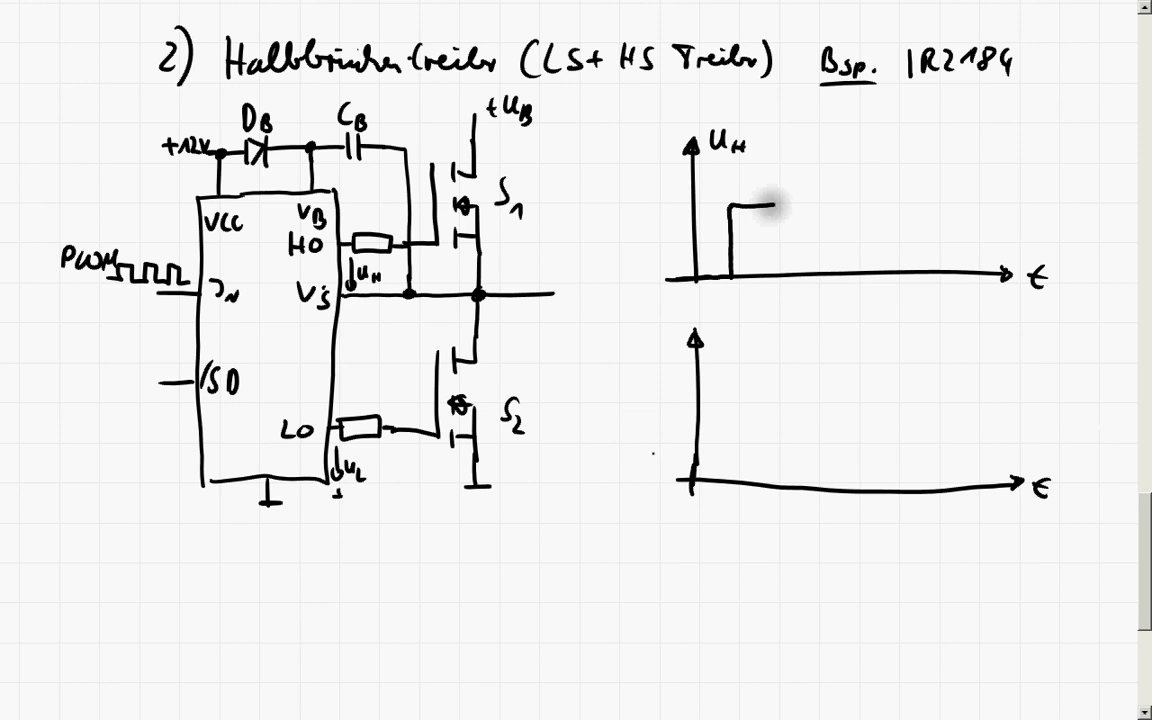 2) Halbbrückentreiber (LS+ HS Treiber) Bsp. IR2184
+12V DB CB +UB
UH
VCC VB S1
HO
PWM UH
IN VS t
/SD
LO S2
UL
t